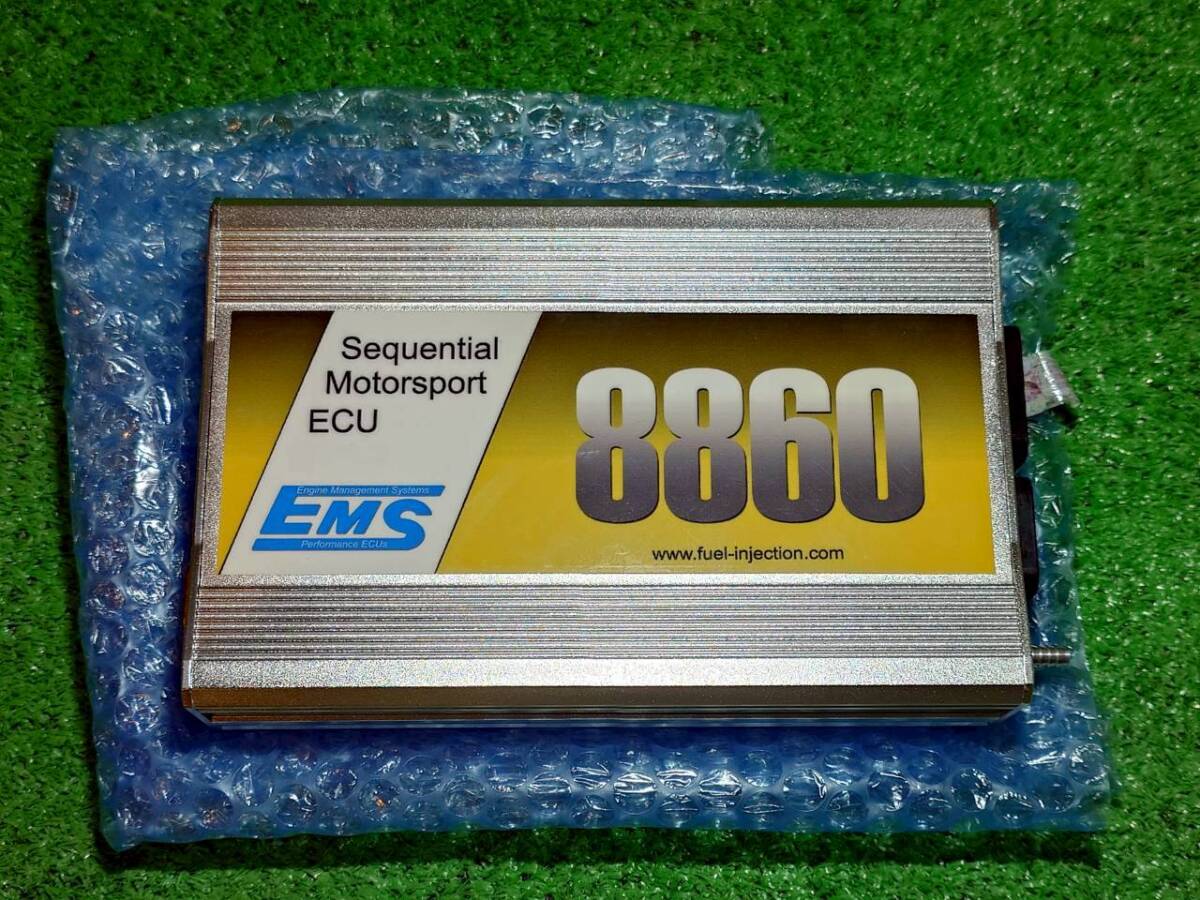 Sequential
Motorsport
ECU
Engine Management Systems
EMS
Performance ECUs
8860
www.fuel-injection.com